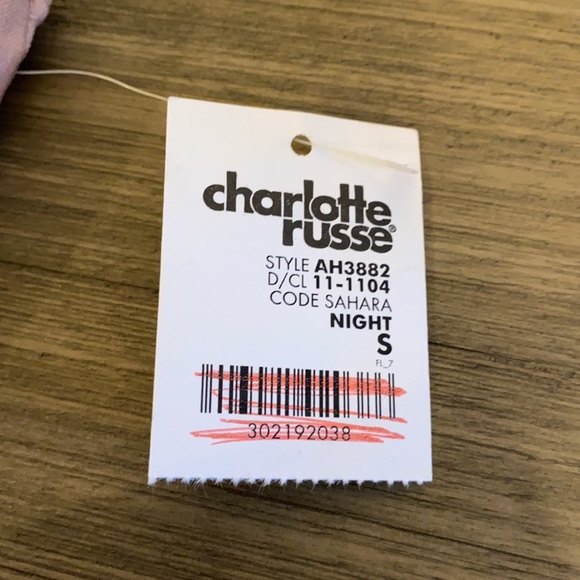 charlotte
russe®
STYLE AH3882
D/CL 11-1104
CODE SAHARA
NIGHT
S
FL_7
302192038